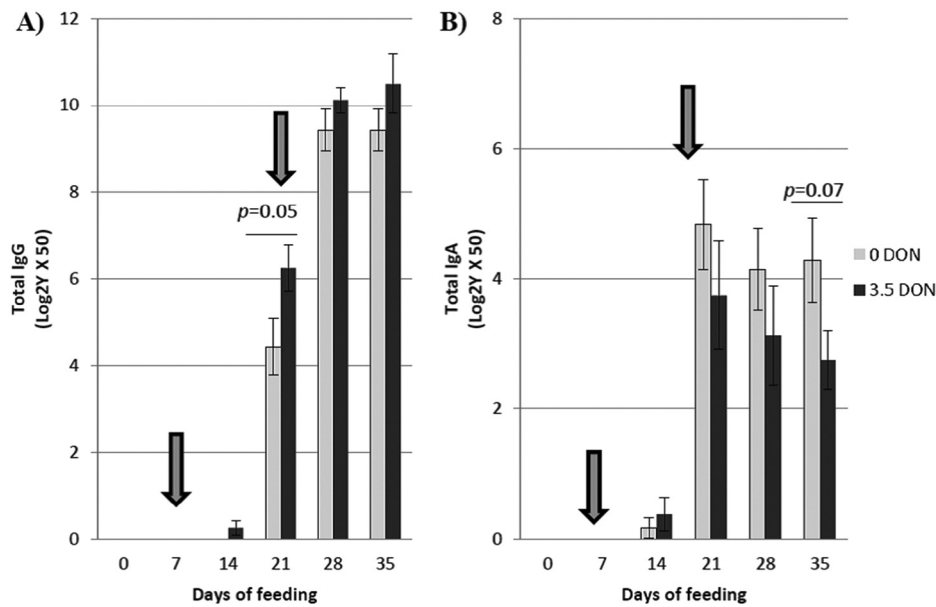 A)
12
10
8
6
4
2
0
Total IgG
(Log2Y X 50)
p=0.05
0 7 14 21 28 35
Days of feeding
B)
8
6
4
2
0
Total IgA
(Log2Y X 50)
p=0.07
0 7 14 21 28 35
Days of feeding
0 DON
3.5 DON